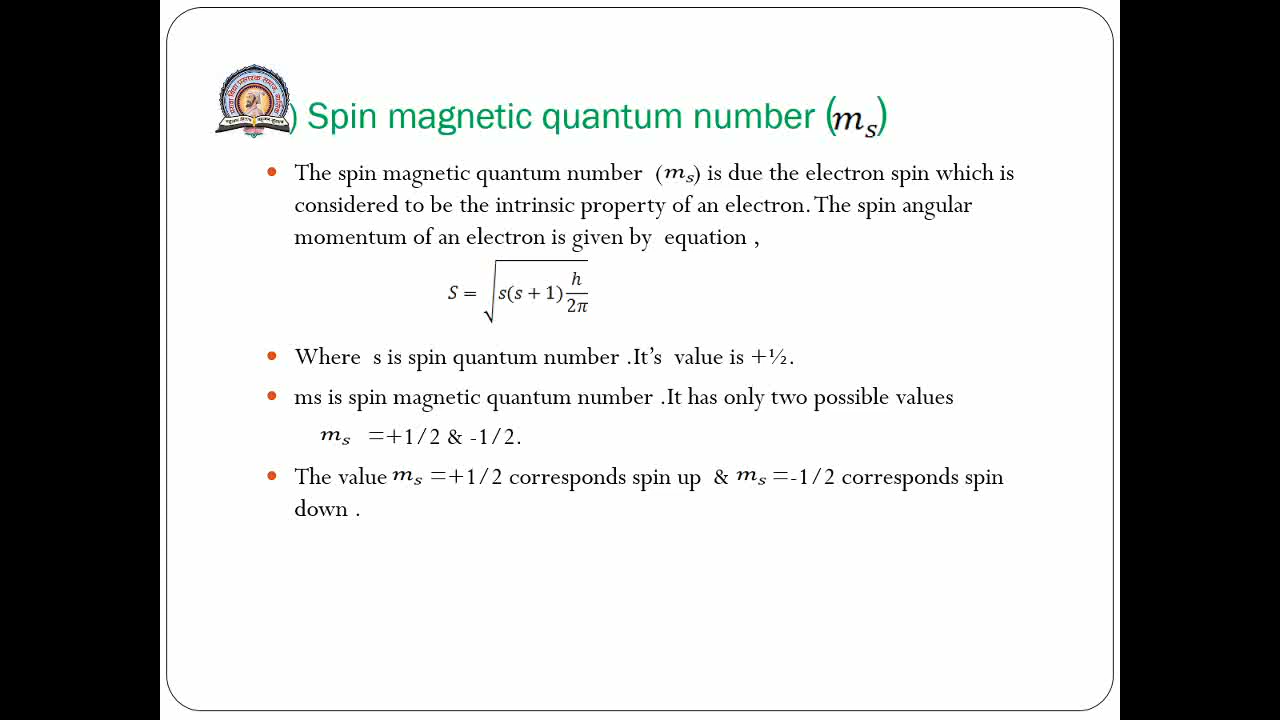 ) Spin magnetic quantum number (mₛ)
• The spin magnetic quantum number (mₛ) is due the electron spin which is
considered to be the intrinsic property of an electron. The spin angular
momentum of an electron is given by equation ,
S = √(s(s + 1) h/2π)
• Where s is spin quantum number .It’s value is +½.
• ms is spin magnetic quantum number .It has only two possible values
mₛ =+1/2 & -1/2.
• The value mₛ =+1/2 corresponds spin up & mₛ =-1/2 corresponds spin
down .